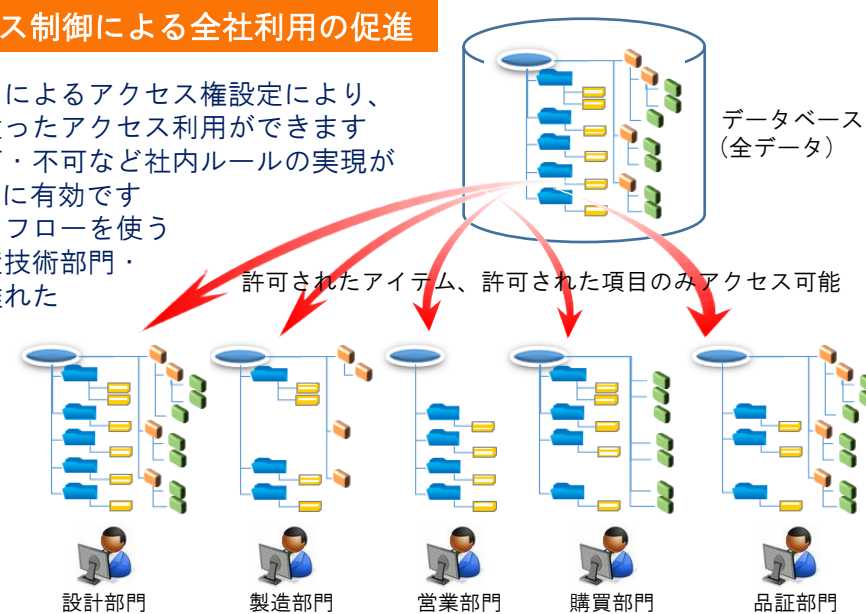 ス制御による全社利用の促進
によるアクセス権設定により、
ったアクセス利用ができます
・不可など社内ルールの実現が
に有効です
フローを使う
技術部門・
れた
データベース
（全データ）
許可されたアイテム、許可された項目のみアクセス可能
設計部門
製造部門
営業部門
購買部門
品証部門